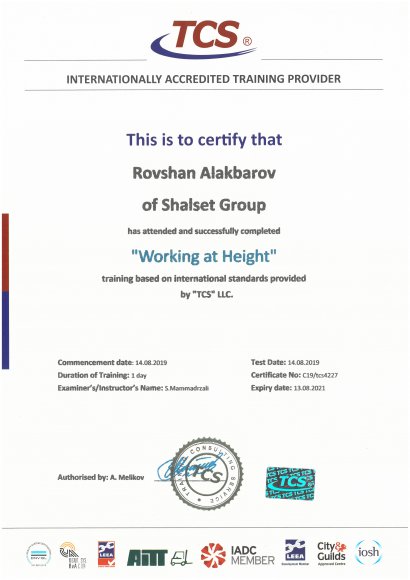 TCS®
INTERNATIONALLY ACCREDITED TRAINING PROVIDER
This is to certify that
Rovshan Alakbarov
of Shalset Group
has attended and successfully completed
"Working at Height"
training based on international standards provided
by "TCS" LLC.
Commencement date: 14.08.2019
Test Date: 14.08.2019
Duration of Training: 1 day
Certificate No: C19/tcs4227
Examiner's/Instructor's Name: S.Mammadrzali
Expiry date: 13.08.2021
Authorised by: A. Melikov
TRAINING CONSULTING SERVICE
TCS
TCS
LEEA
AITT
IADC
MEMBER
LEEA
City&
Guilds
Approved Centre
iosh